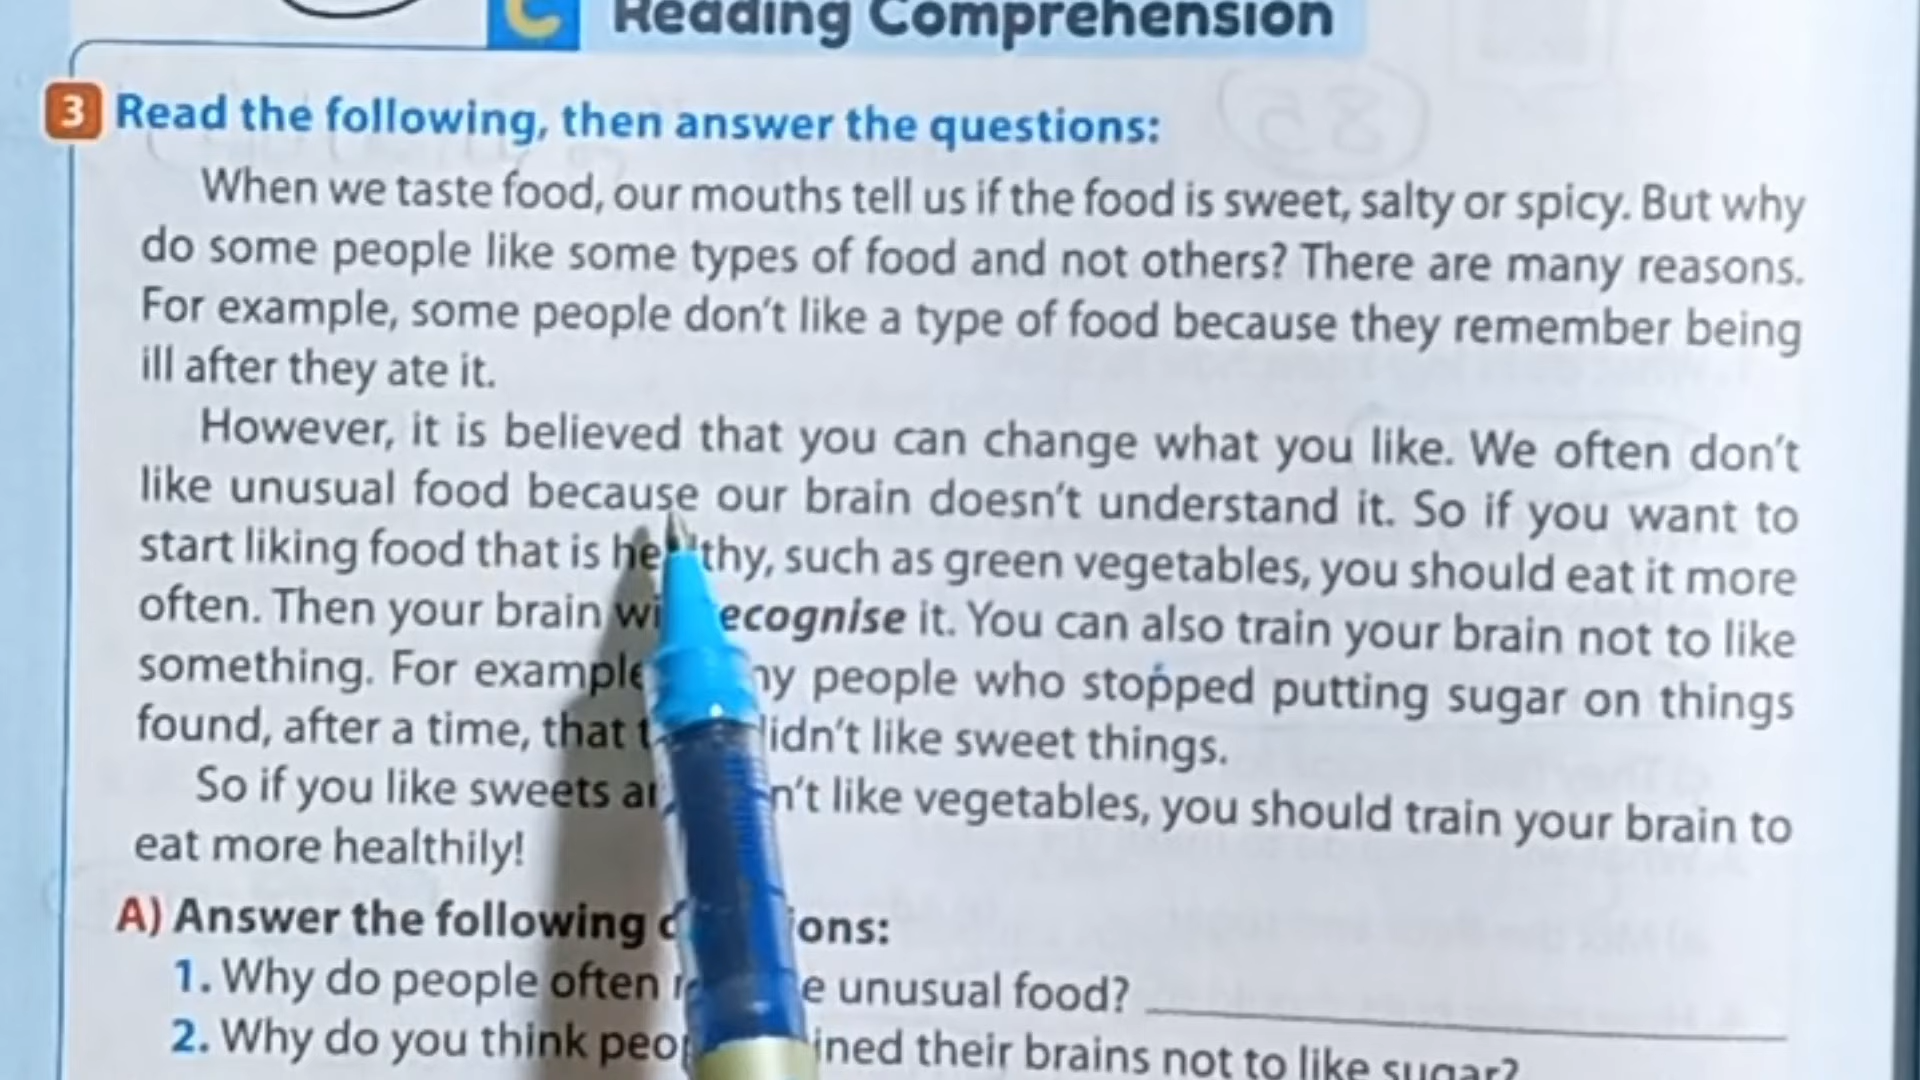 C Reading Comprehension
3 Read the following, then answer the questions:
When we taste food, our mouths tell us if the food is sweet, salty or spicy. But why
do some people like some types of food and not others? There are many reasons.
For example, some people don't like a type of food because they remember being
ill after they ate it.
However, it is believed that you can change what you like. We often don't
like unusual food because our brain doesn't understand it. So if you want to
start liking food that is healthy, such as green vegetables, you should eat it more
often. Then your brain recognise it. You can also train your brain not to like
something. For example people who stopped putting sugar on things
found, after a time, that didn't like sweet things.
So if you like sweets like vegetables, you should train your brain to
eat more healthily!
A) Answer the following
1. Why do people often unusual food?
2. Why do you think their brains not to like sugar?